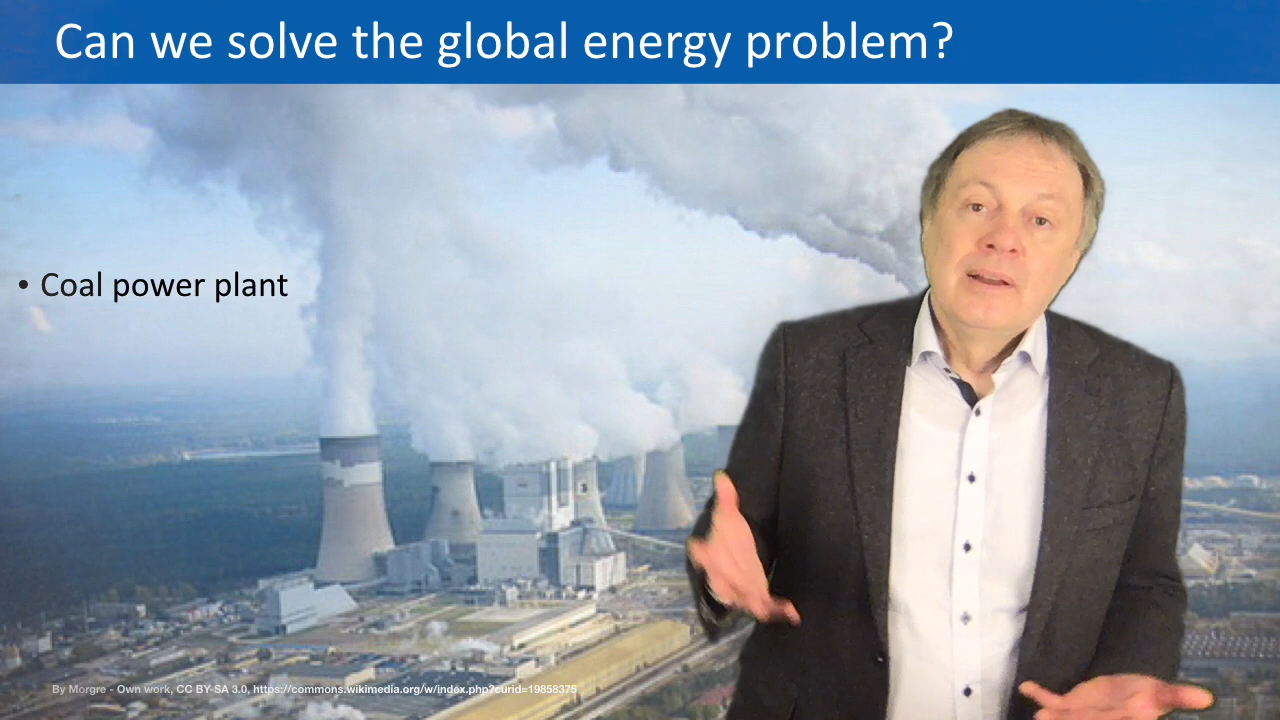 Can we solve the global energy problem?
• Coal power plant
By Morgre - Own work, CC BY-SA 3.0, https://commons.wikimedia.org/w/index.php?curid=19858375